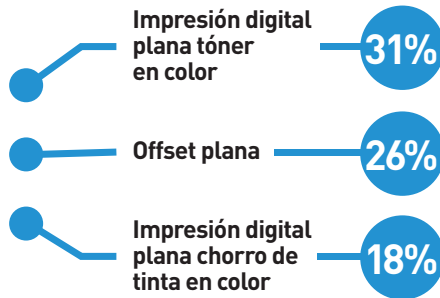 Impresión digital
plana tóner
en color
31%
Offset plana
26%
Impresión digital
plana chorro de
tinta en color
18%